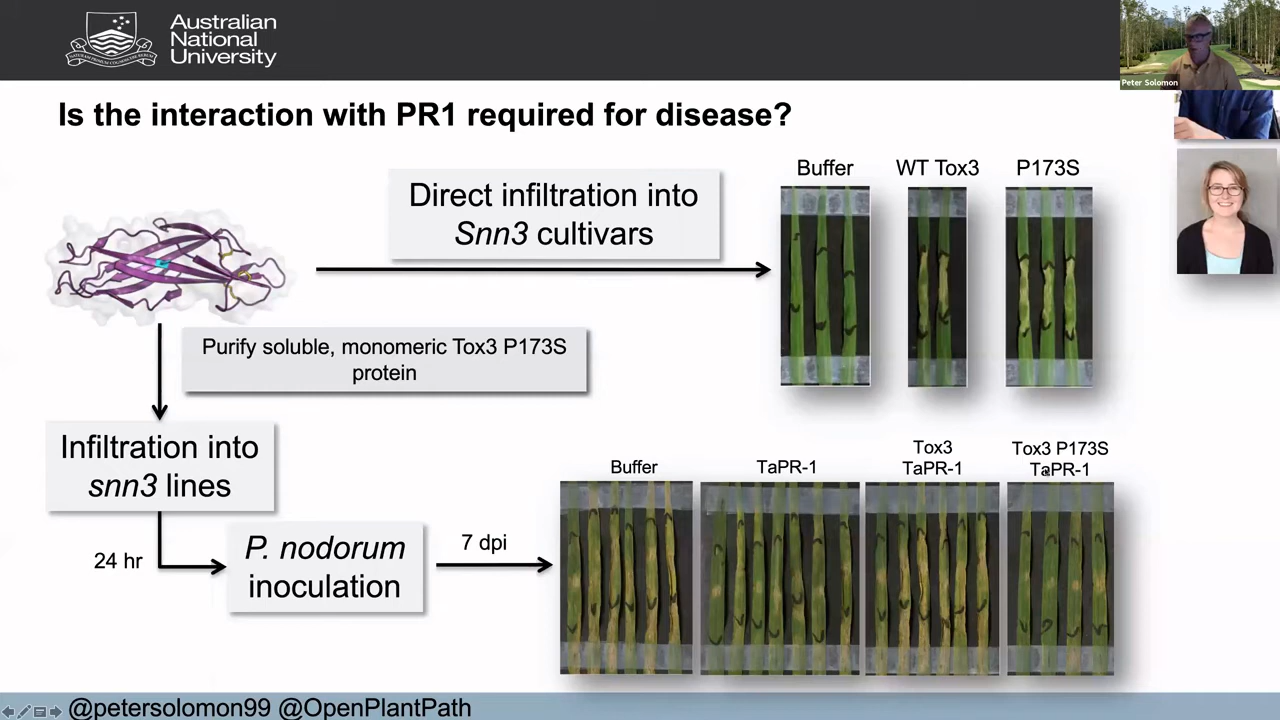 Australian
National
University
Peter Solomon
Is the interaction with PR1 required for disease?
Direct infiltration into
Snn3 cultivars
Buffer
WT Tox3
P173S
Purify soluble, monomeric Tox3 P173S
protein
Infiltration into
snn3 lines
24 hr
P. nodorum
inoculation
7 dpi
Buffer
TaPR-1
Tox3
TaPR-1
Tox3 P173S
TaPR-1
@petersolomon99 @OpenPlantPath